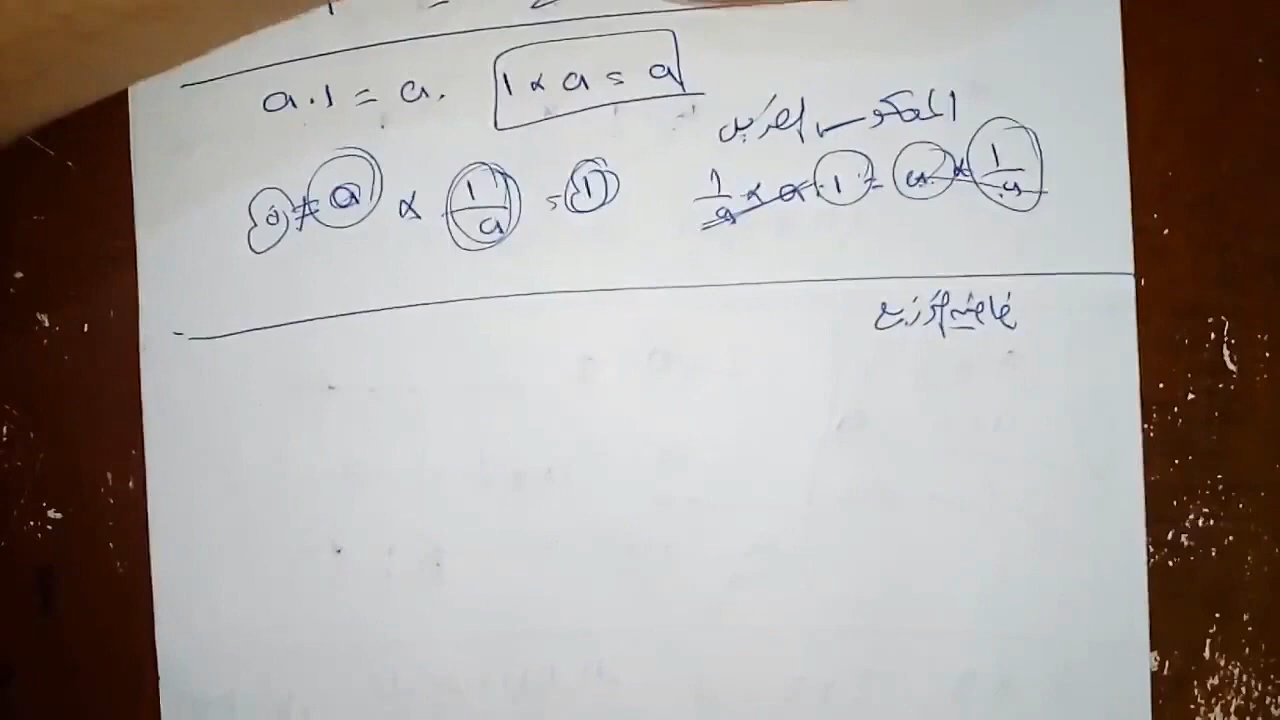 a . 1 = a . 1 × a = a
المعكوس الضربي
0 ≠ a × 1/a = 1 1/a × a 1 = a × 1/a
خاصية التوزيع